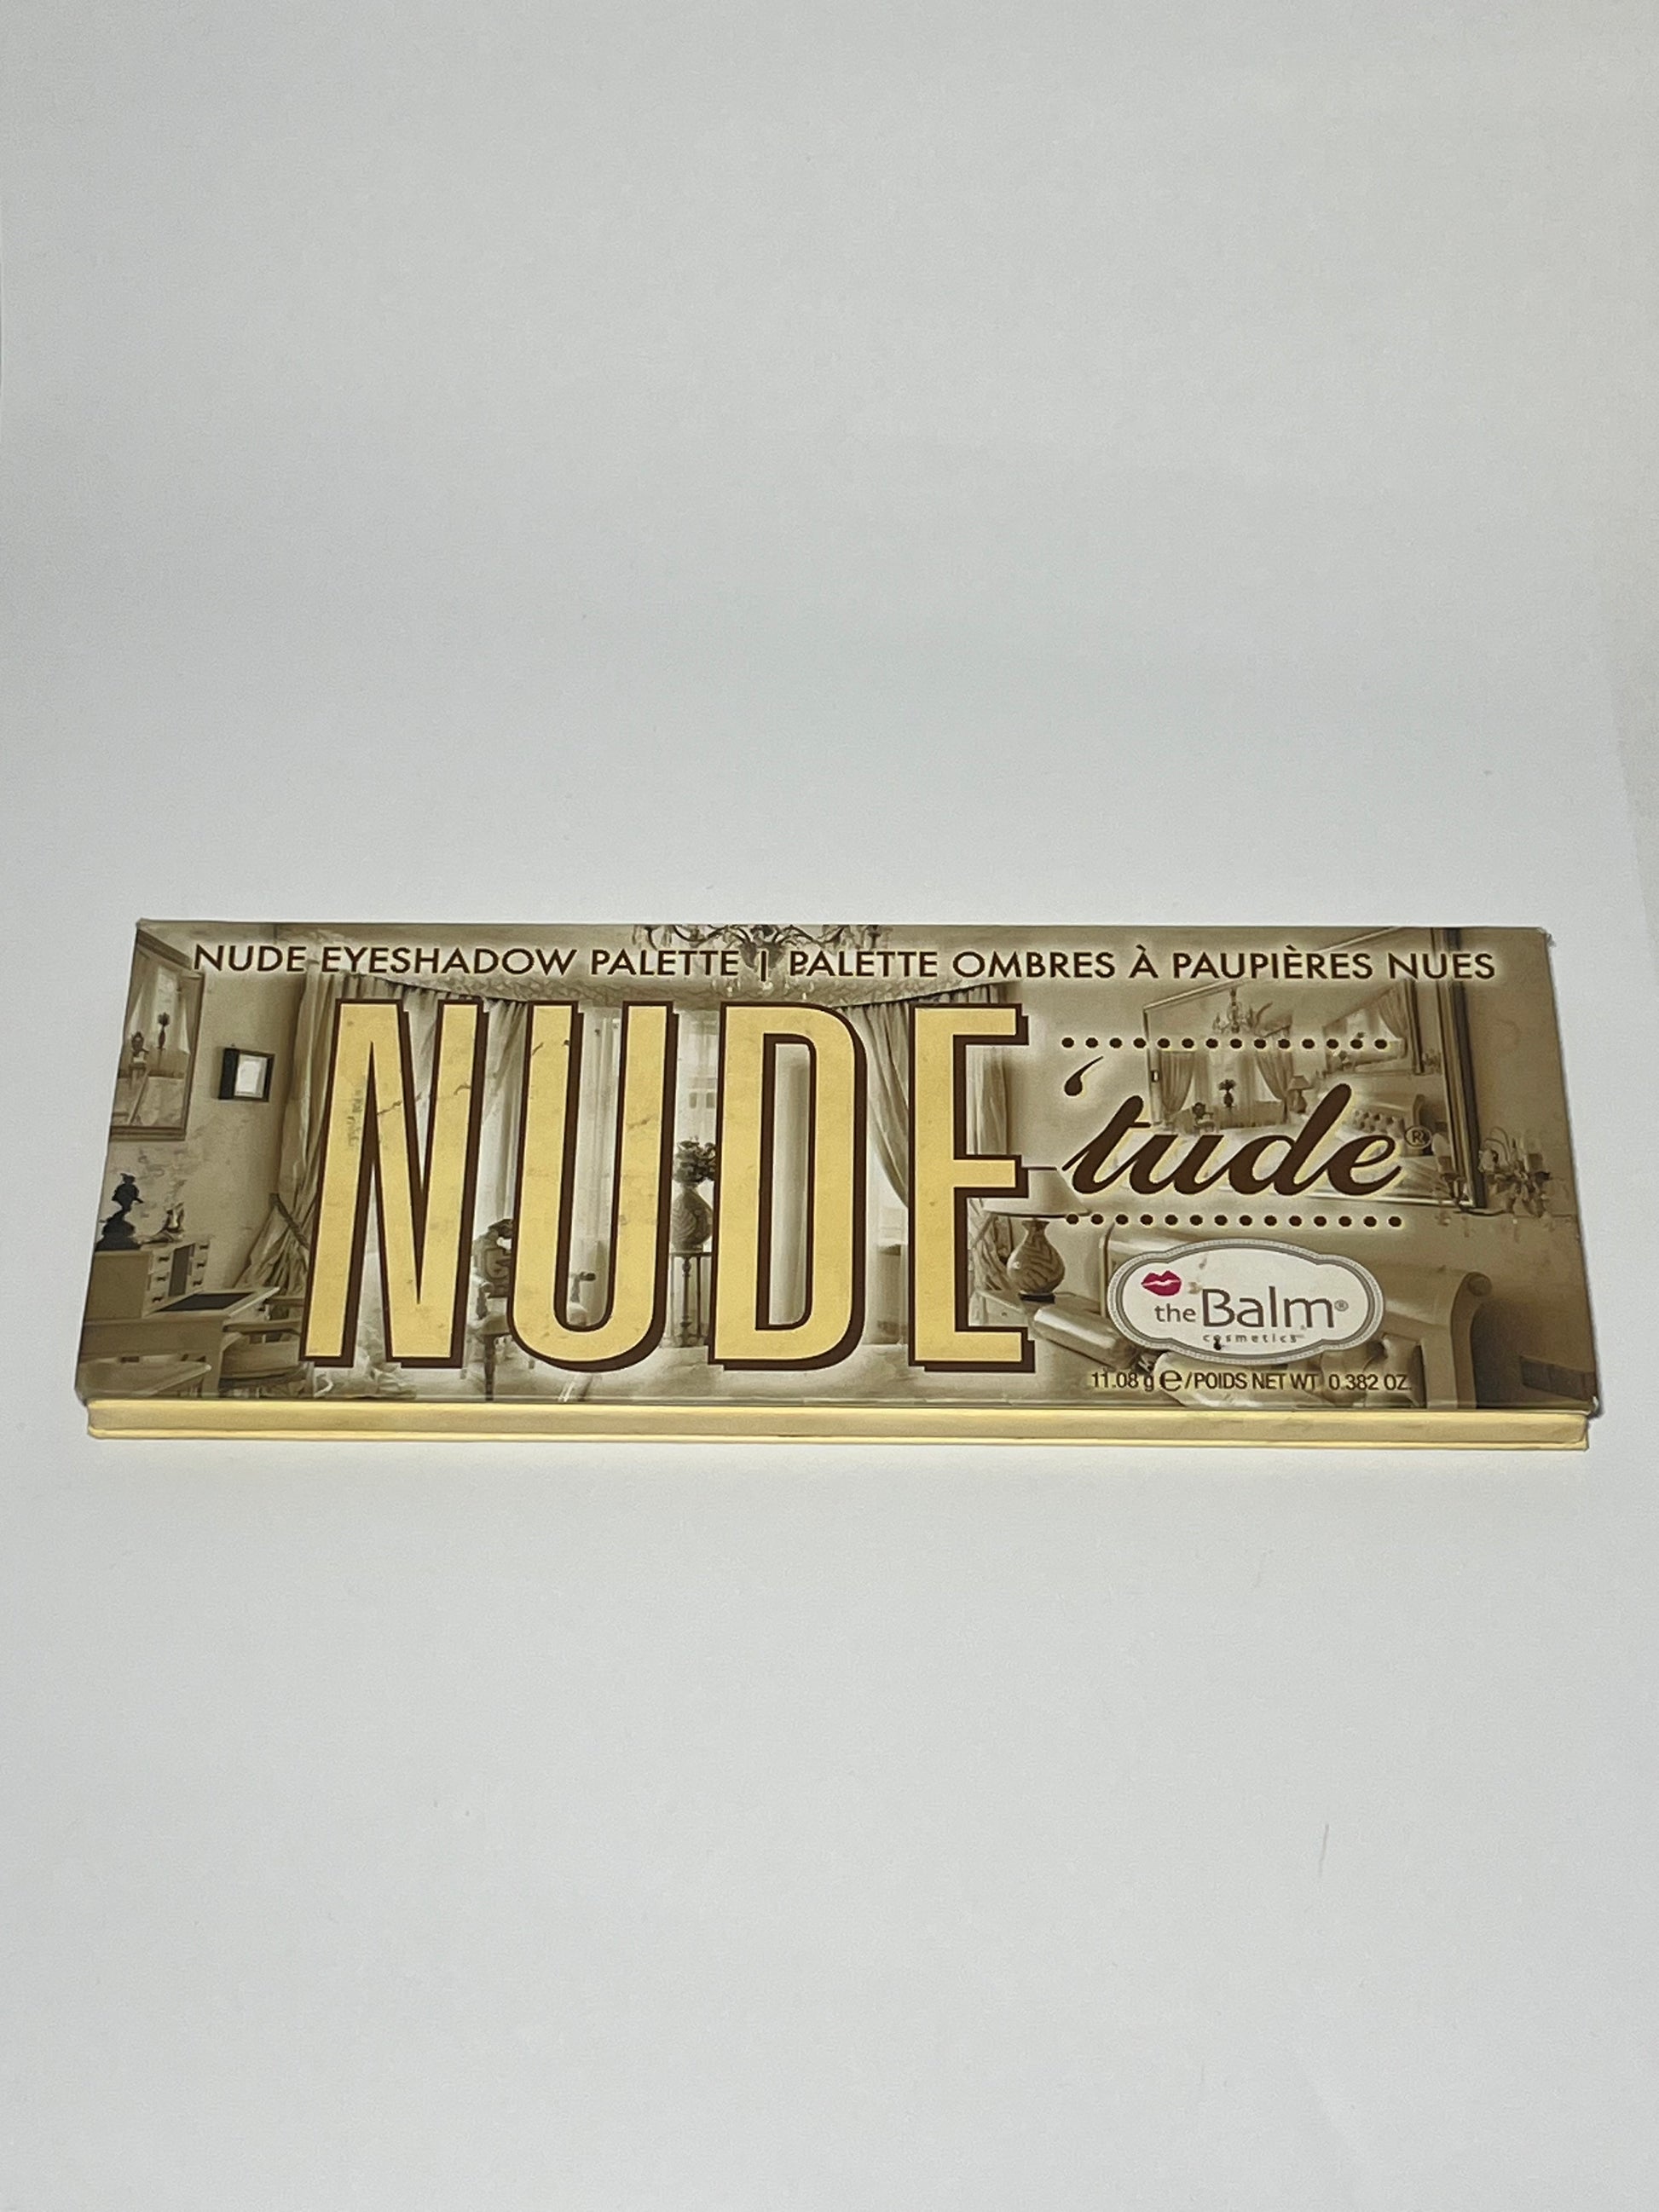 NUDE EYESHADOW PALETTE | PALETTE OMBRES À PAUPIÈRES NUES
NUDE
'tude®
theBalm®
cosmetics
11.08 g ℮/POIDS NET WT. 0.382 OZ.